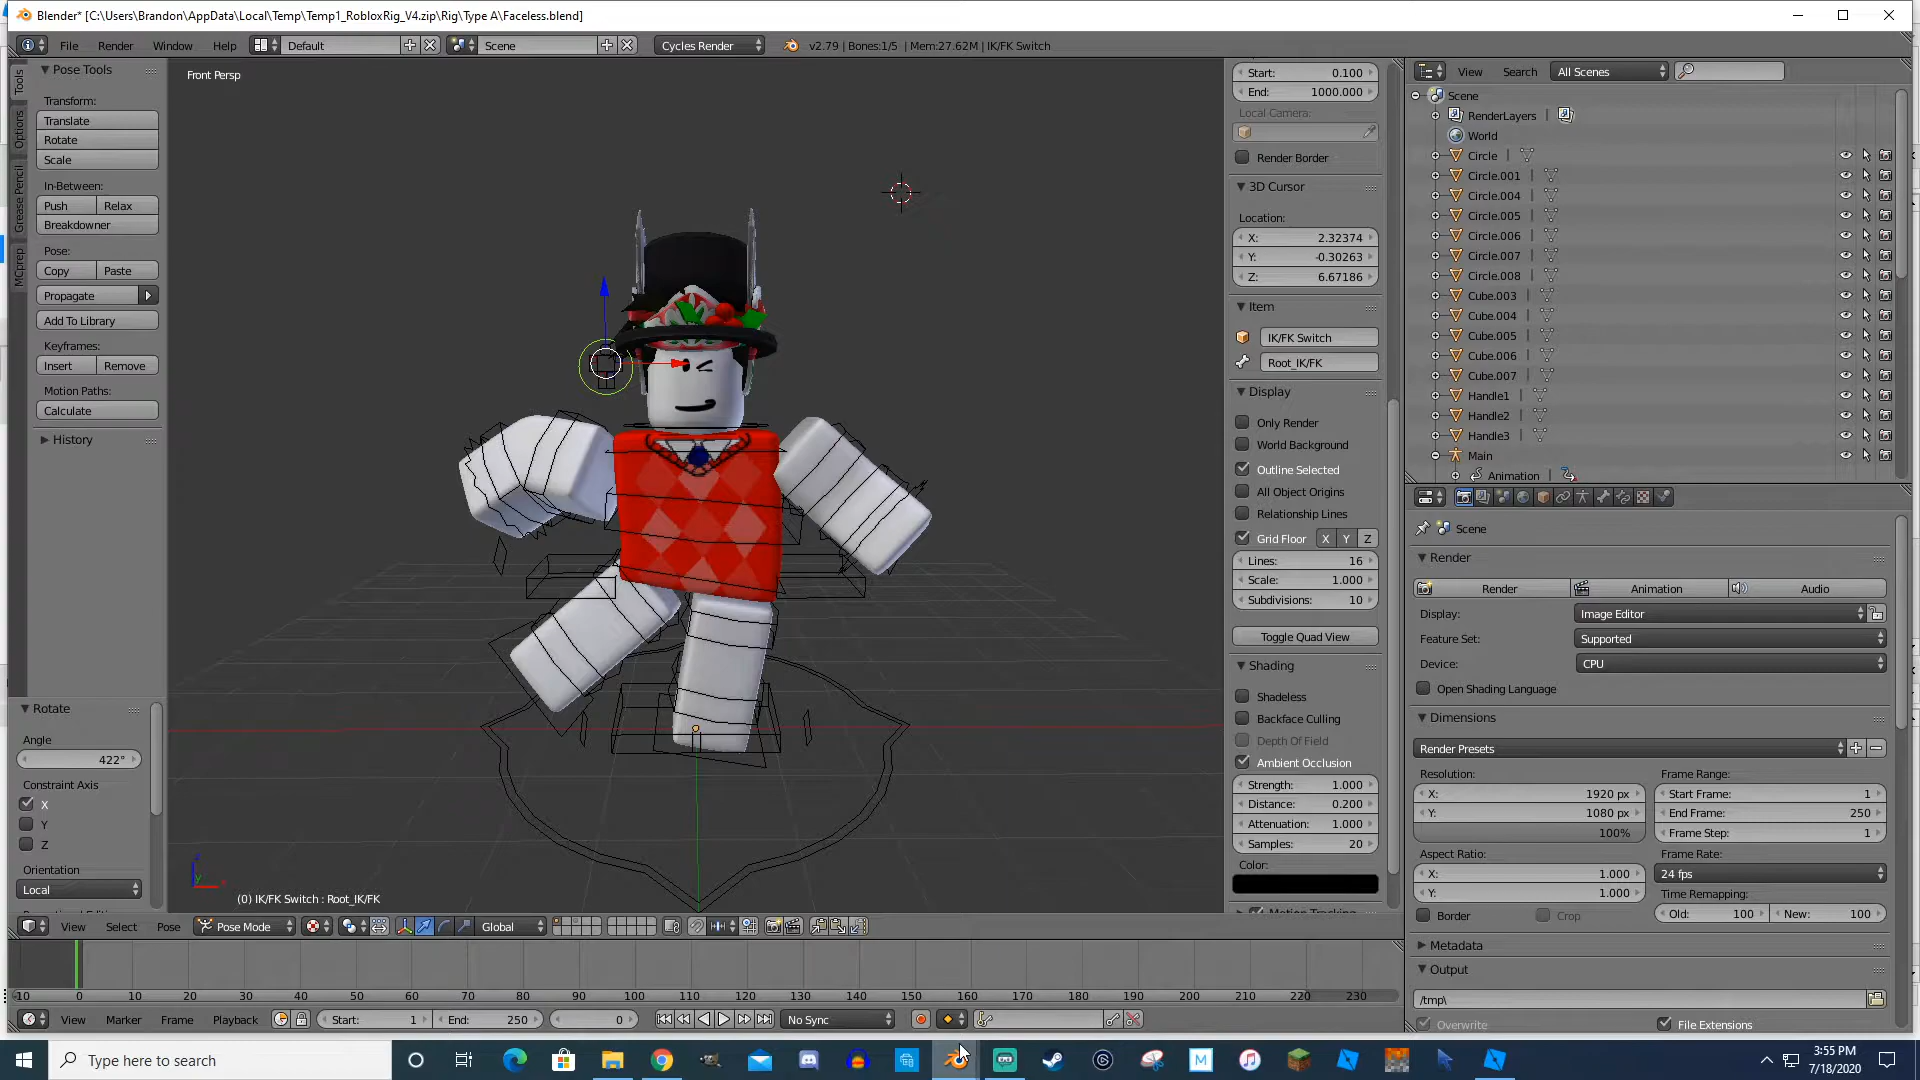 Blender* [C:\Users\Brandon\AppData\Local\Temp\Temp1_RobloxRig_V4.zip\Rig\Type A\Faceless.blend]
File Render Window Help Default Scene Cycles Render v2.79 | Bones:1/5 | Mem:27.62M | IK/FK Switch
Tools
Options
Grease Pencil
MCprep
Pose Tools
Transform:
Translate
Rotate
Scale
In-Between:
Push Relax
Breakdowner
Pose:
Copy Paste
Propagate
Add To Library
Keyframes:
Insert Remove
Motion Paths:
Calculate
History
Rotate
Angle
422°
Constraint Axis
X
Y
Z
Orientation
Local
Front Persp
(0) IK/FK Switch : Root_IK/FK
Start: 0.100
End: 1000.000
Local Camera:
Render Border
3D Cursor
Location:
X: 2.32374
Y: -0.30263
Z: 6.67186
Item
IK/FK Switch
Root_IK/FK
Display
Only Render
World Background
Outline Selected
All Object Origins
Relationship Lines
Grid Floor X Y Z
Lines: 16
Scale: 1.000
Subdivisions: 10
Toggle Quad View
Shading
Shadeless
Backface Culling
Depth Of Field
Ambient Occlusion
Strength: 1.000
Distance: 0.200
Attenuation: 1.000
Samples: 20
Color:
Motion Tracking
View Search All Scenes
Scene
RenderLayers
World
Circle
Circle.001
Circle.004
Circle.005
Circle.006
Circle.007
Circle.008
Cube.003
Cube.004
Cube.005
Cube.006
Cube.007
Handle1
Handle2
Handle3
Main
Animation
Scene
Render
Render Animation Audio
Display: Image Editor
Feature Set: Supported
Device: CPU
Open Shading Language
Dimensions
Render Presets
Resolution: Frame Range:
X: 1920 px Start Frame: 1
Y: 1080 px End Frame: 250
100% Frame Step: 1
Aspect Ratio: Frame Rate:
X: 1.000 24 fps
Y: 1.000 Time Remapping:
Border Crop Old: 100 New: 100
Metadata
Output
/tmp\
Overwrite File Extensions
View Select Pose Pose Mode Global
-10 0 10 20 30 40 50 60 70 80 90 100 110 120 130 140 150 160 170 180 190 200 210 220 230
View Marker Frame Playback Start: 1 End: 250 0 No Sync
Type here to search
M
3:55 PM
7/18/2020